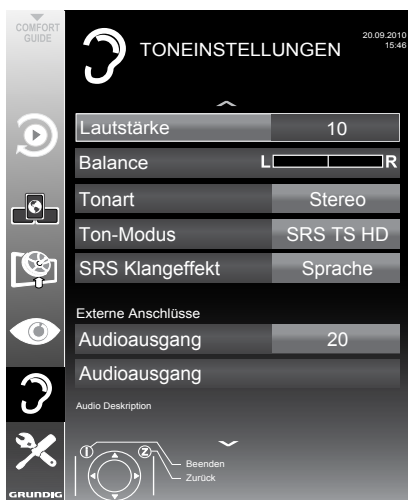 COMFORT
GUIDE
TONEINSTELLUNGEN
20.09.2010
15:46
Lautstärke 10
Balance L R
Tonart Stereo
Ton-Modus SRS TS HD
SRS Klangeffekt Sprache
Externe Anschlüsse
Audioausgang 20
Audioausgang
Audio Deskription
i Z
Beenden
Zurück
GRUNDIG